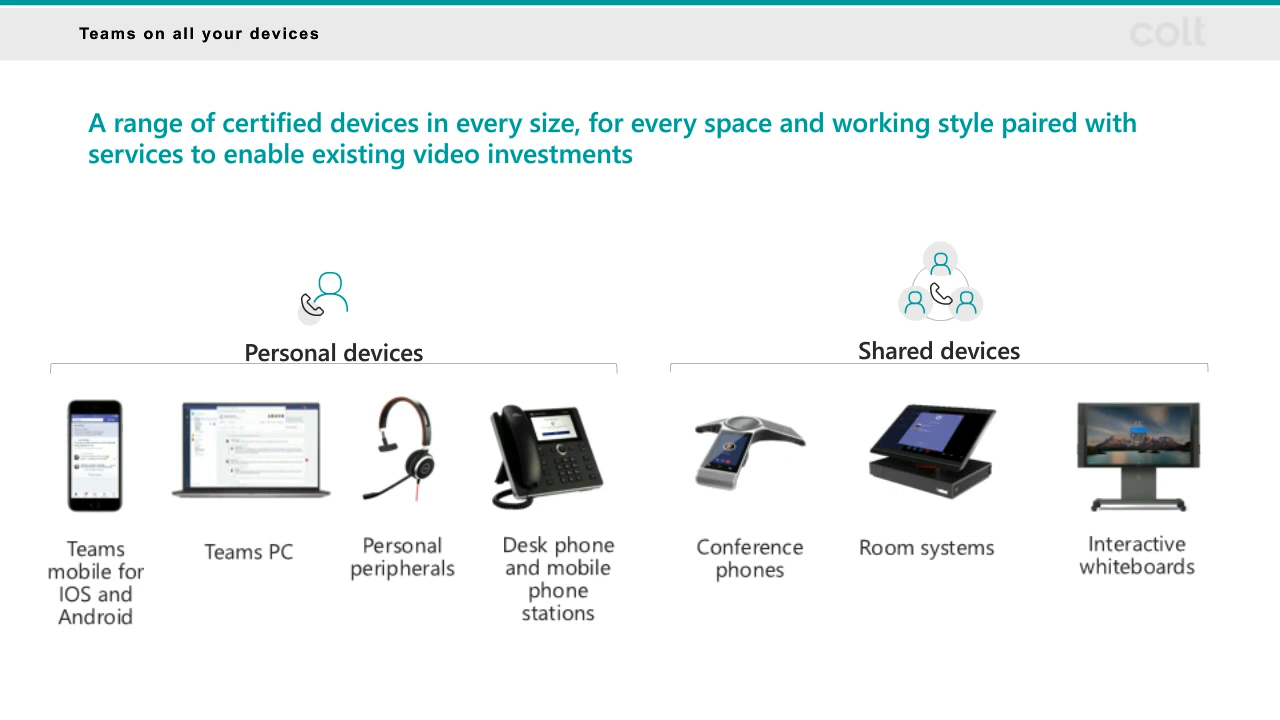 Teams on all your devices
colt
A range of certified devices in every size, for every space and working style paired with
services to enable existing video investments
Personal devices
Shared devices
Teams
mobile for
IOS and
Android
Teams PC
Personal
peripherals
Desk phone
and mobile
phone
stations
Conference
phones
Room systems
Interactive
whiteboards